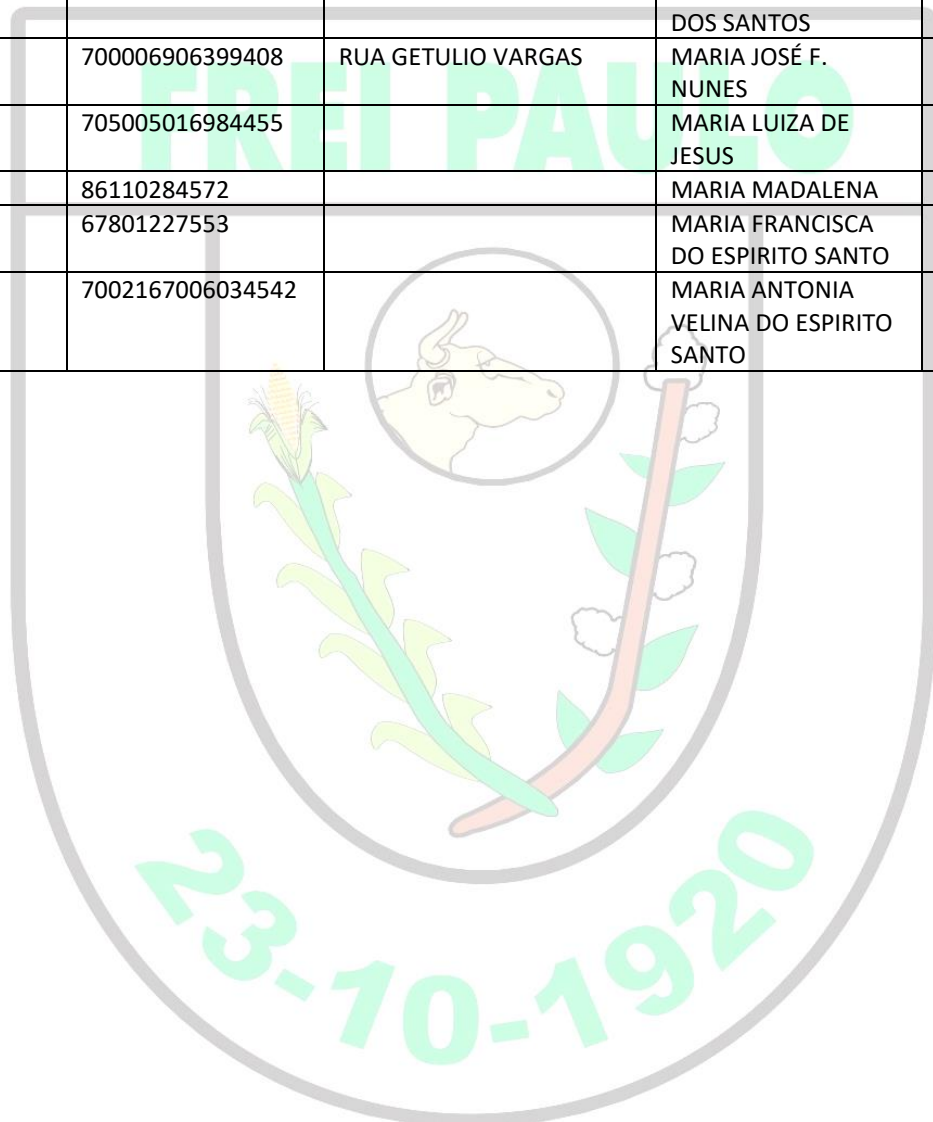 DOS SANTOS
700006906399408 RUA GETULIO VARGAS MARIA JOSÉ F.
NUNES
FREI PAULO
705005016984455 MARIA LUIZA DE
JESUS
86110284572 MARIA MADALENA
67801227553 MARIA FRANCISCA
DO ESPIRITO SANTO
7002167006034542 MARIA ANTONIA
VELINA DO ESPIRITO
SANTO
23-10-1920